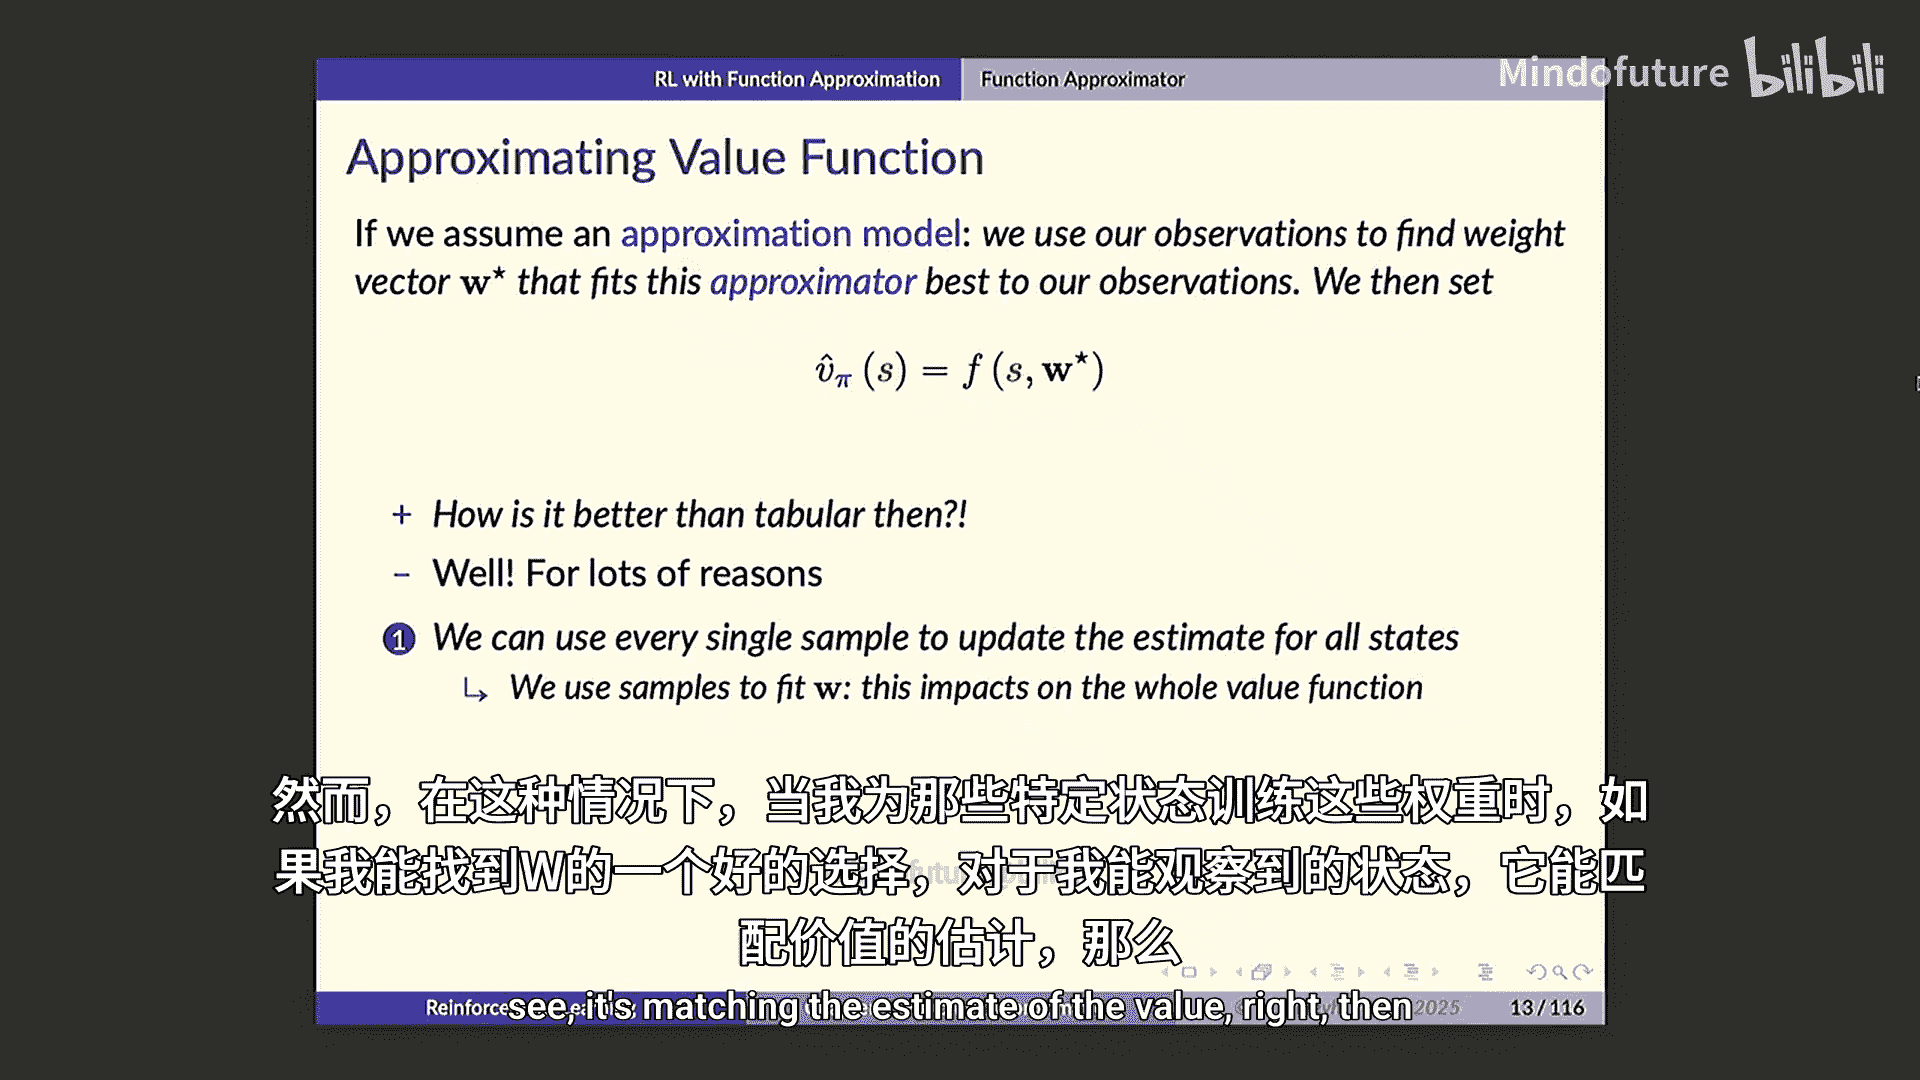 RL with Function Approximation
Function Approximator
Mindofuture bilibili
Approximating Value Function
If we assume an approximation model: we use our observations to find weight
vector w* that fits this approximator best to our observations. We then set
v̂π (s) = f (s, w*)
+ How is it better than tabular then?!
– Well! For lots of reasons
1 We can use every single sample to update the estimate for all states
↳ We use samples to fit w: this impacts on the whole value function
然而，在这种情况下，当我为那些特定状态训练这些权重时，如
果我能找到W的一个好的选择，对于我能观察到的状态，它能匹
配价值的估计，那么
see, it's matching the estimate of the value, right, then
2025
13 / 116